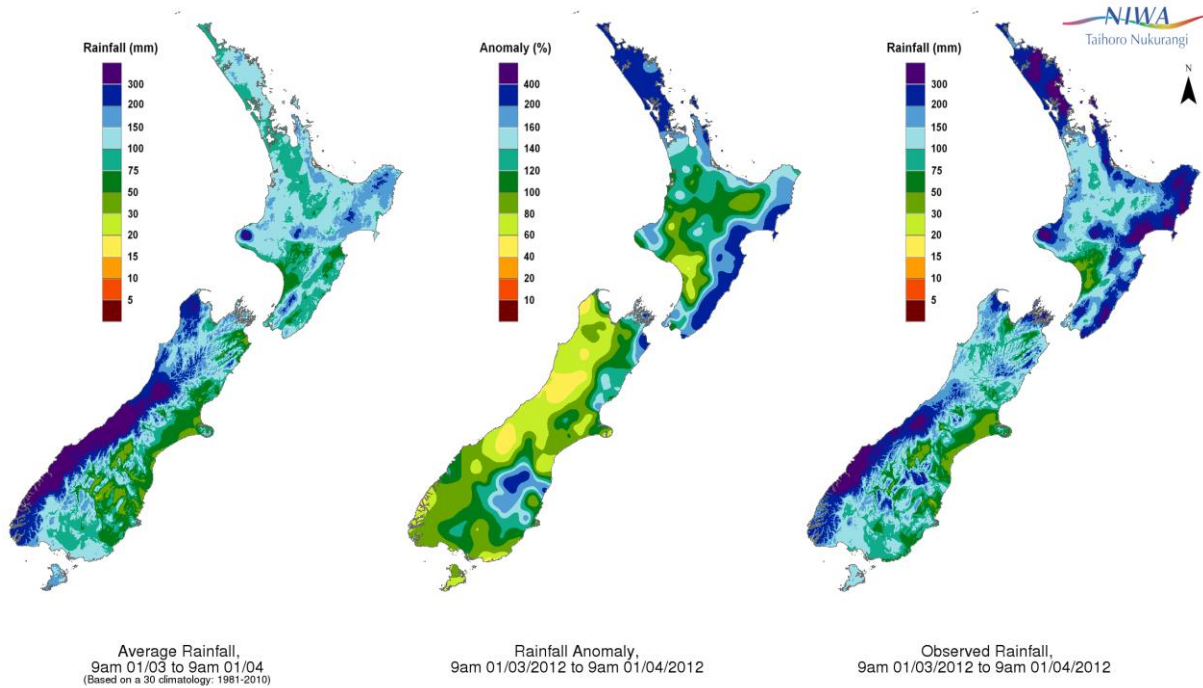 NIWA
Taihoro Nukurangi
N
Rainfall (mm)
300
200
150
100
75
50
30
20
15
10
5
Anomaly (%)
400
200
160
140
120
100
80
60
40
20
10
Rainfall (mm)
300
200
150
100
75
50
30
20
15
10
5
Average Rainfall,
9am 01/03 to 9am 01/04
(Based on a 30 climatology: 1981-2010)
Rainfall Anomaly,
9am 01/03/2012 to 9am 01/04/2012
Observed Rainfall,
9am 01/03/2012 to 9am 01/04/2012